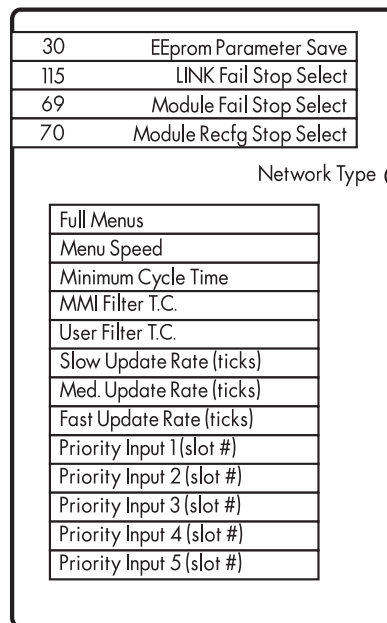 30 EEprom Parameter Save
115 LINK Fail Stop Select
69 Module Fail Stop Select
70 Module Recfg Stop Select
Network Type (
Full Menus
Menu Speed
Minimum Cycle Time
MMI Filter T.C.
User Filter T.C.
Slow Update Rate (ticks)
Med. Update Rate (ticks)
Fast Update Rate (ticks)
Priority Input 1(slot #)
Priority Input 2 (slot #)
Priority Input 3 (slot #)
Priority Input 4 (slot #)
Priority Input 5 (slot #)